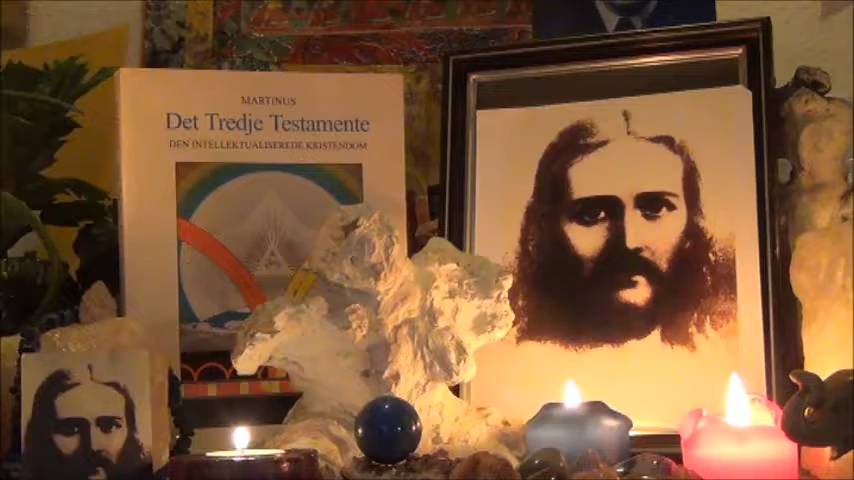 MARTINUS
Det Tredje Testamente
DEN INTELLEKTUALISEREDE KRISTENDOM